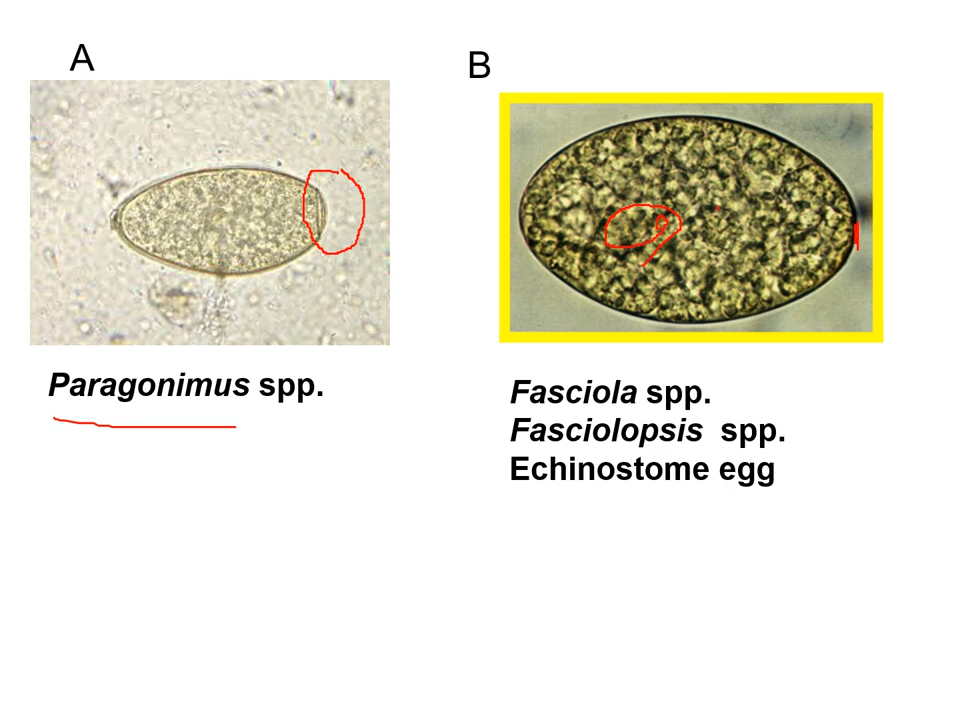 A
B
Paragonimus spp.
Fasciola spp.
Fasciolopsis spp.
Echinostome egg